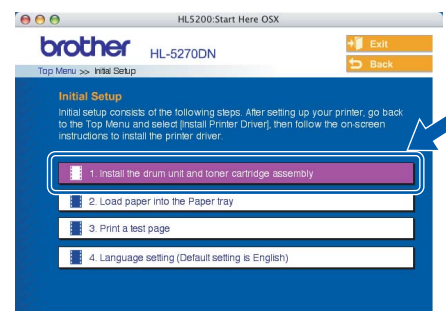 HL5200:Start Here OSX
brother
HL-5270DN
Exit
Back
Top Menu >> Initial Setup
Initial Setup
Initial setup consists of the following steps. After setting up your printer, go back
to the Top Menu and select [Install Printer Driver], then follow the on-screen
instructions to install the printer driver.
1. Install the drum unit and toner cartridge assembly
2. Load paper into the Paper tray
3. Print a test page
4. Language setting (Default setting is English)